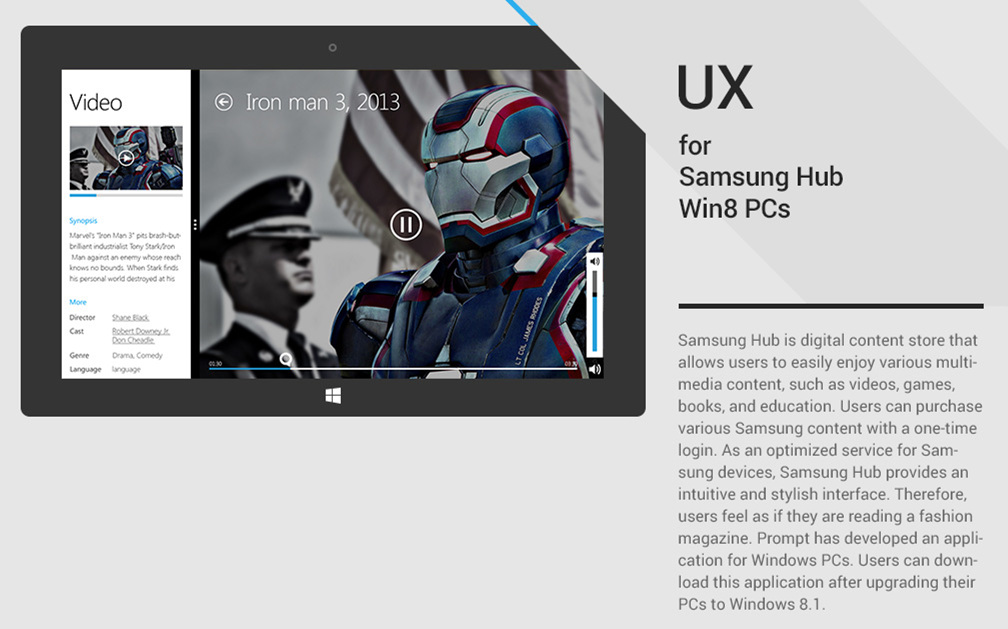 Video
Synopsis
Marvel's "Iron Man 3" pits brash-but-
brilliant industrialist Tony Stark/Iron
Man against an enemy whose reach
knows no bounds. When Stark finds
his personal world destroyed at his
More
Director Shane Black
Cast Robert Downey Jr.
Don Cheadle
Genre Drama, Comedy
Language language
Iron man 3, 2013
LT COL JAMES RHODES
01:30
UX
for
Samsung Hub
Win8 PCs
Samsung Hub is digital content store that
allows users to easily enjoy various multi-
media content, such as videos, games,
books, and education. Users can purchase
various Samsung content with a one-time
login. As an optimized service for Sam-
sung devices, Samsung Hub provides an
intuitive and stylish interface. Therefore,
users feel as if they are reading a fashion
magazine. Prompt has developed an appli-
cation for Windows PCs. Users can down-
load this application after upgrading their
PCs to Windows 8.1.